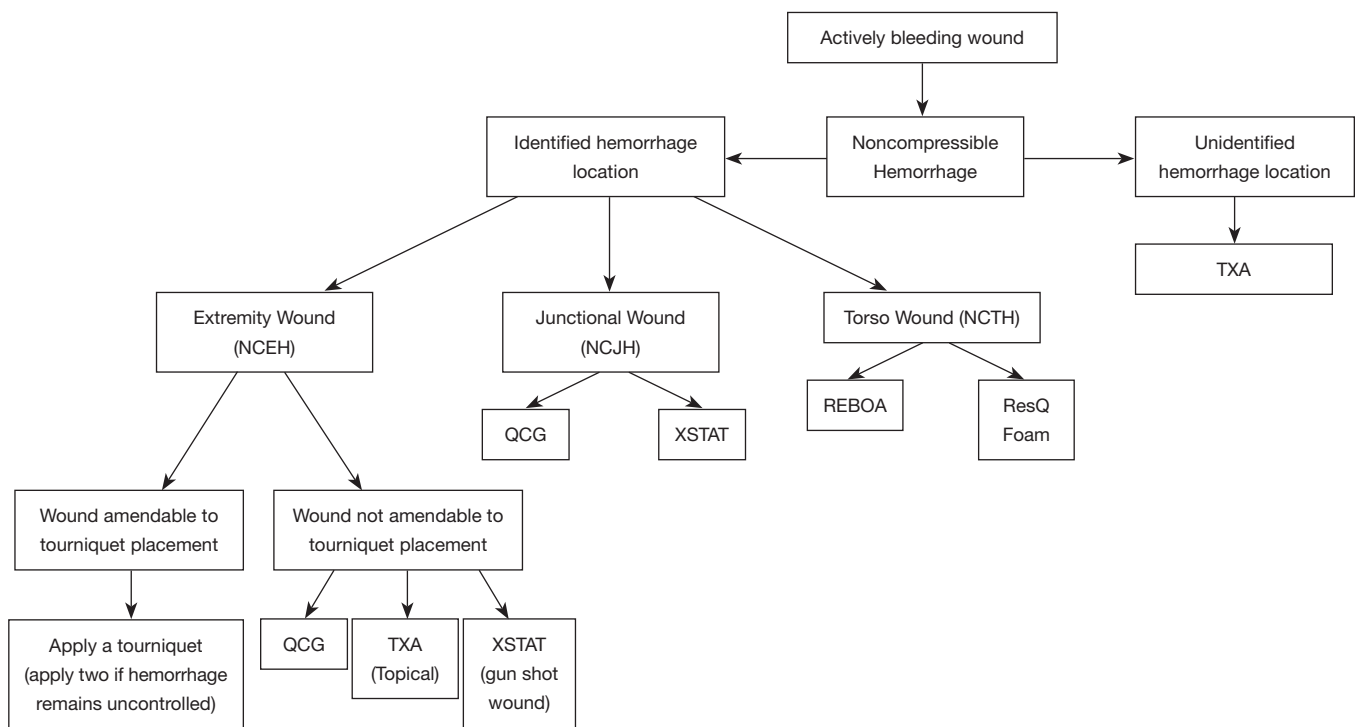 Actively bleeding wound
Identified hemorrhage
location
Noncompressible
Hemorrhage
Unidentified
hemorrhage location
TXA
Extremity Wound
(NCEH)
Junctional Wound
(NCJH)
Torso Wound (NCTH)
QCG
XSTAT
REBOA
ResQ
Foam
Wound amendable to
tourniquet placement
Wound not amendable to
tourniquet placement
Apply a tourniquet
(apply two if hemorrhage
remains uncontrolled)
QCG
TXA
(Topical)
XSTAT
(gun shot
wound)